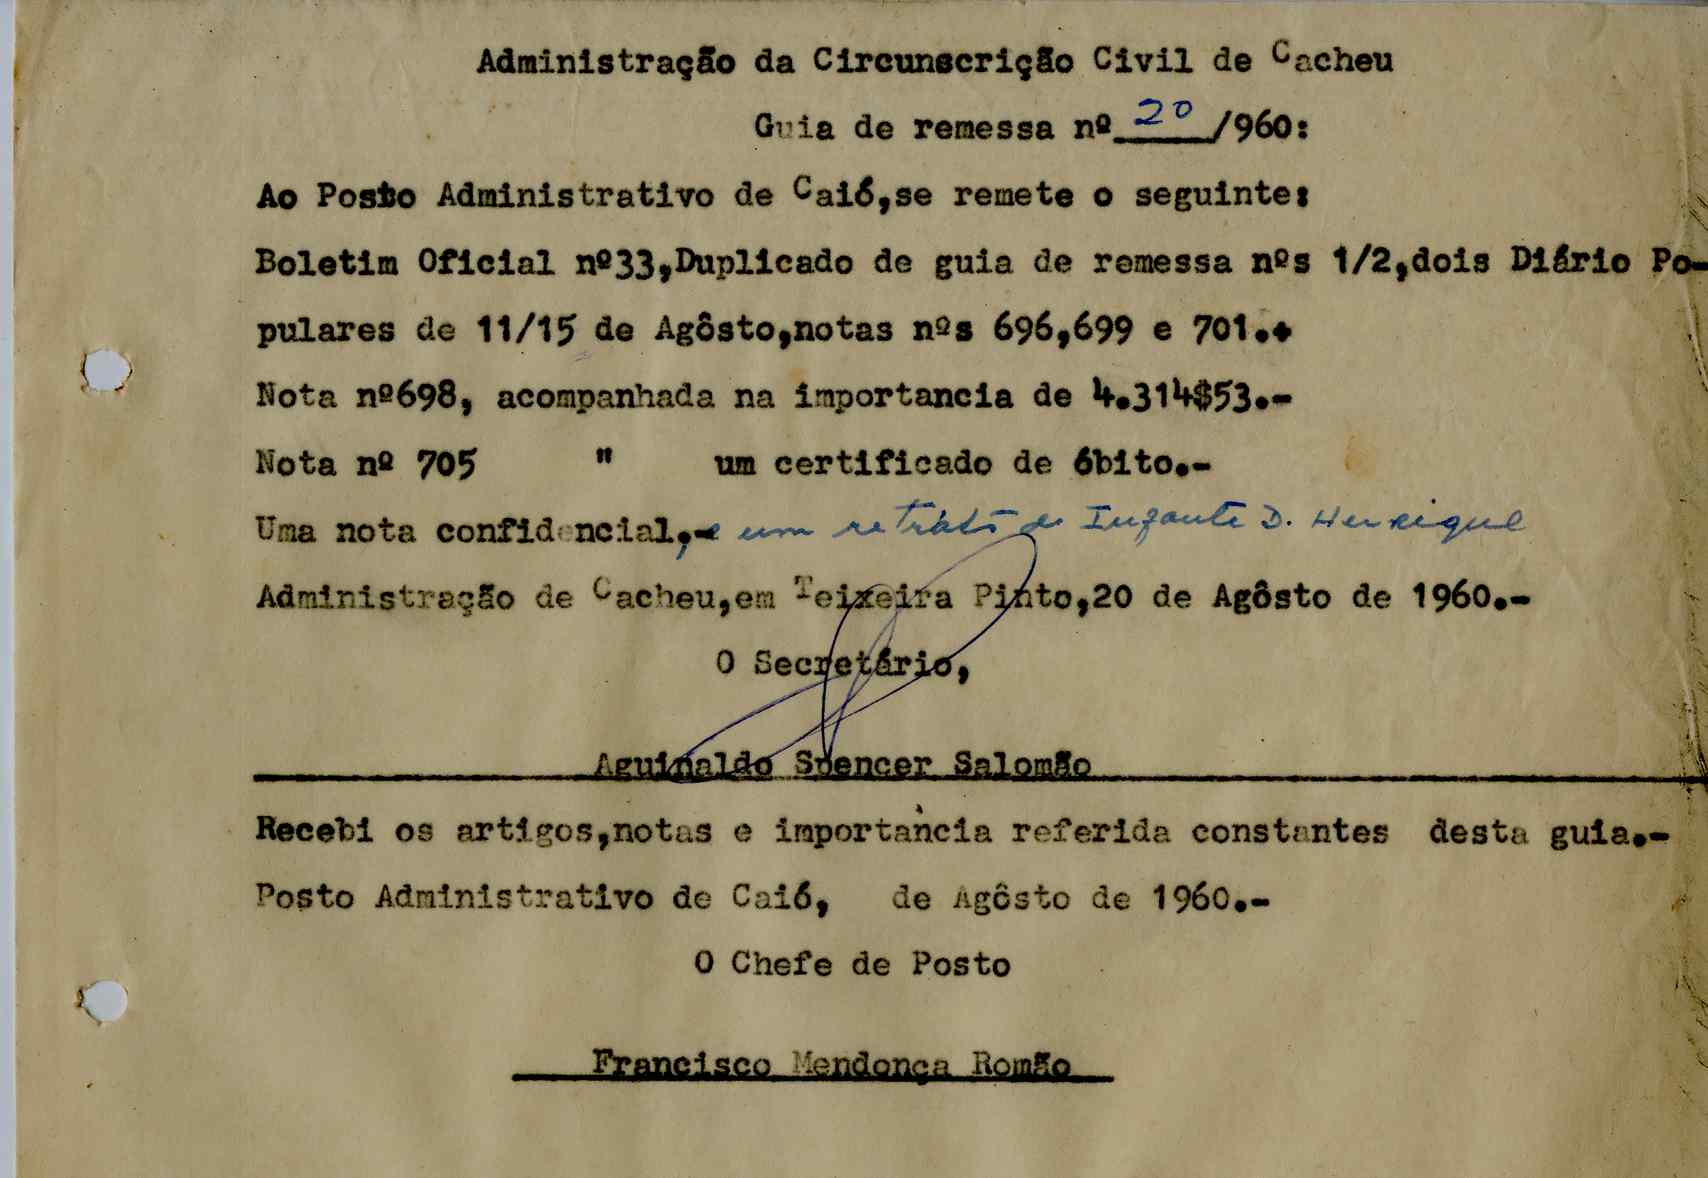 Administração da Circunscrição Civil de Cacheu
Guia de remessa nº 20 /960:
Ao Posto Administrativo de Caió,se remete o seguinte:
Boletim Oficial nº33,Duplicado de guia de remessa nºs 1/2,dois Diário Po-
pulares de 11/15 de Agôsto,notas nºs 696,699 e 701.+
Nota nº698, acompanhada na importancia de 4.314$53.-
Nota nº 705 " um certificado de óbito.-
Uma nota confidencial,e um retrato do Infante D. Henrique
Administração de Cacheu,em Teixeira Pinto,20 de Agôsto de 1960.-
O Secretário,
Aguinaldo Spencer Salomão
Recebi os artigos,notas e importància referida constantes desta guia.-
Posto Administrativo de Caió, de Agôsto de 1960.-
O Chefe de Posto
Francisco Mendonça Romão